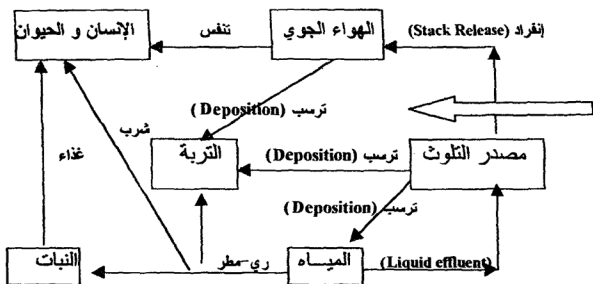 إنفراد (Stack Release)
الهواء الجوي
تنفس
الإنسان و الحيوان
ترسب (Deposition)
شرب
غذاء
مصدر التلوث
ترسب (Deposition)
التربة
ترسب (Deposition)
(Liquid effluent)
الميـــاه
ري-مطر
النبات